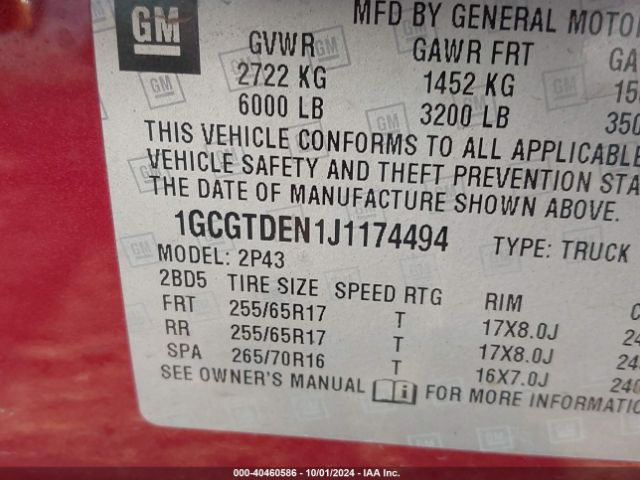 GM
MFD BY GENERAL MOTO
GVWR GAWR FRT GA
2722 KG 1452 KG
6000 LB 3200 LB 350
THIS VEHICLE CONFORMS TO ALL APPLICABLE
VEHICLE SAFETY AND THEFT PREVENTION STA
THE DATE OF MANUFACTURE SHOWN ABOVE.
1GCGTDEN1J1174494 TYPE: TRUCK
MODEL: 2P43
2BD5 TIRE SIZE SPEED RTG RIM
FRT 255/65R17 T 17X8.0J
RR 255/65R17 T 17X8.0J
SPA 265/70R16 T 16X7.0J 240
SEE OWNER'S MANUAL i FOR MORE INFORMATIO
000-40460586 - 10/01/2024 - IAA Inc.